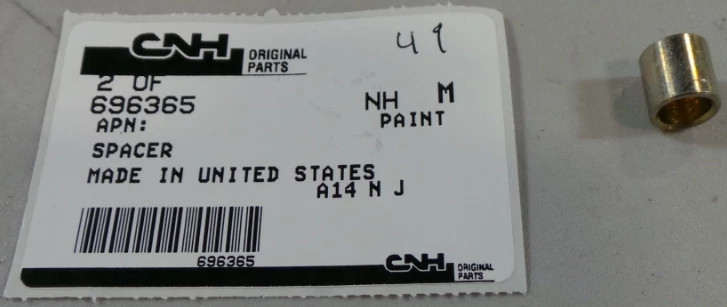 CNH ORIGINAL PARTS
49
2 OF
696365
NH M
APN:
PAINT
SPACER
MADE IN UNITED STATES
A14 N J
696365
CNH ORIGINAL PARTS